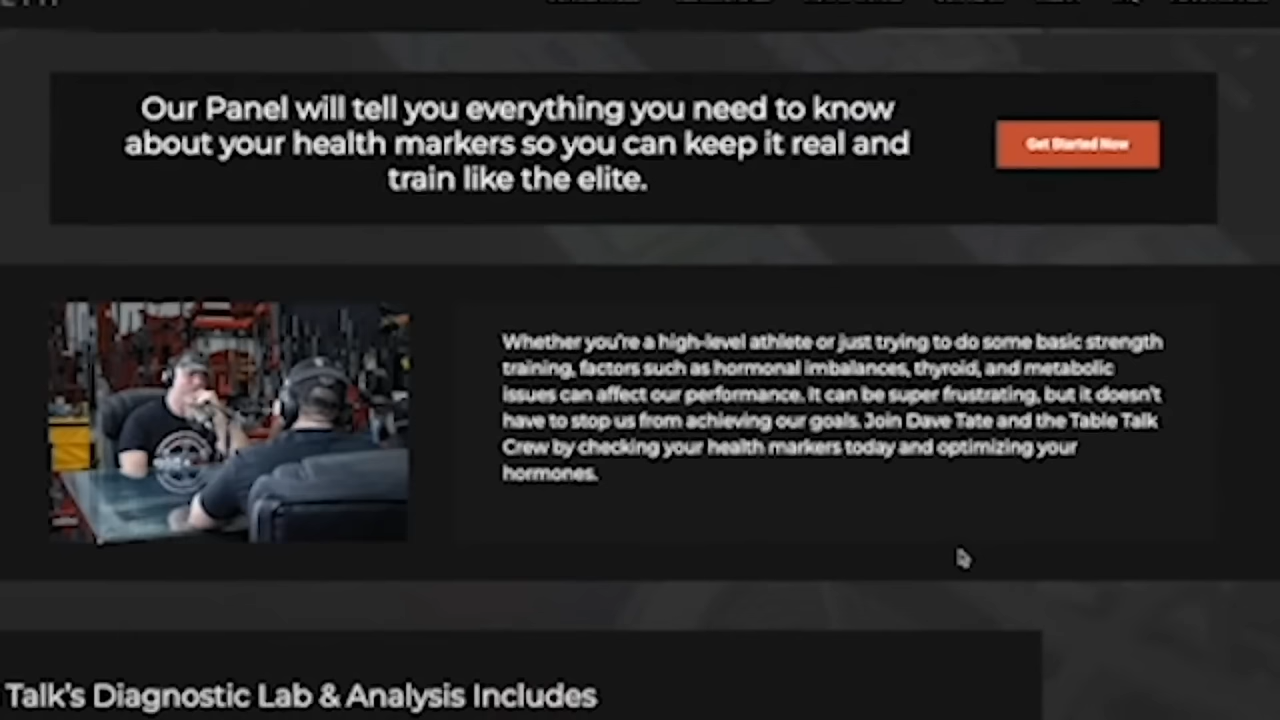 Our Panel will tell you everything you need to know
about your health markers so you can keep it real and
train like the elite.
Get Started Now
Whether you're a high-level athlete or just trying to do some basic strength
training, factors such as hormonal imbalances, thyroid, and metabolic
issues can affect our performance. It can be super frustrating, but it doesn't
have to stop us from achieving our goals. Join Dave Tate and the Table Talk
Crew by checking your health markers today and optimizing your
hormones.
Talk's Diagnostic Lab & Analysis Includes